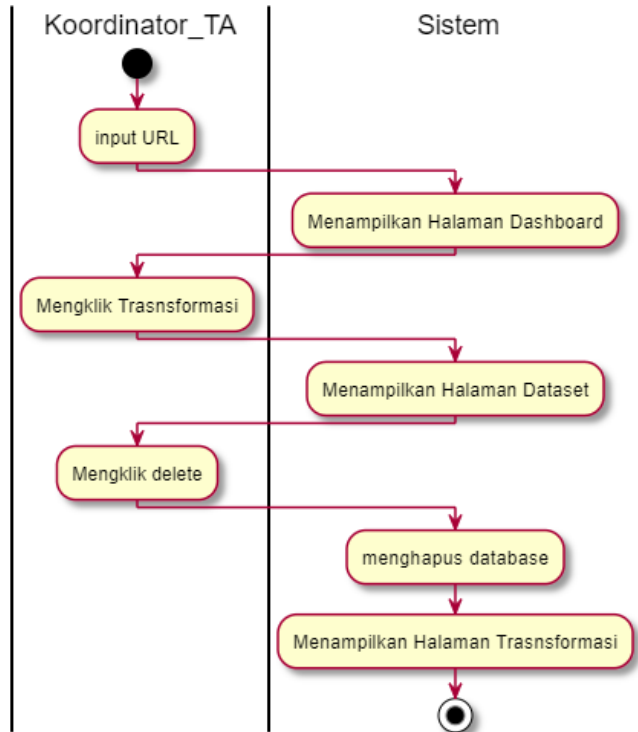 Koordinator_TA
Sistem
input URL
Menampilkan Halaman Dashboard
Mengklik Trasnsformasi
Menampilkan Halaman Dataset
Mengklik delete
menghapus database
Menampilkan Halaman Trasnsformasi